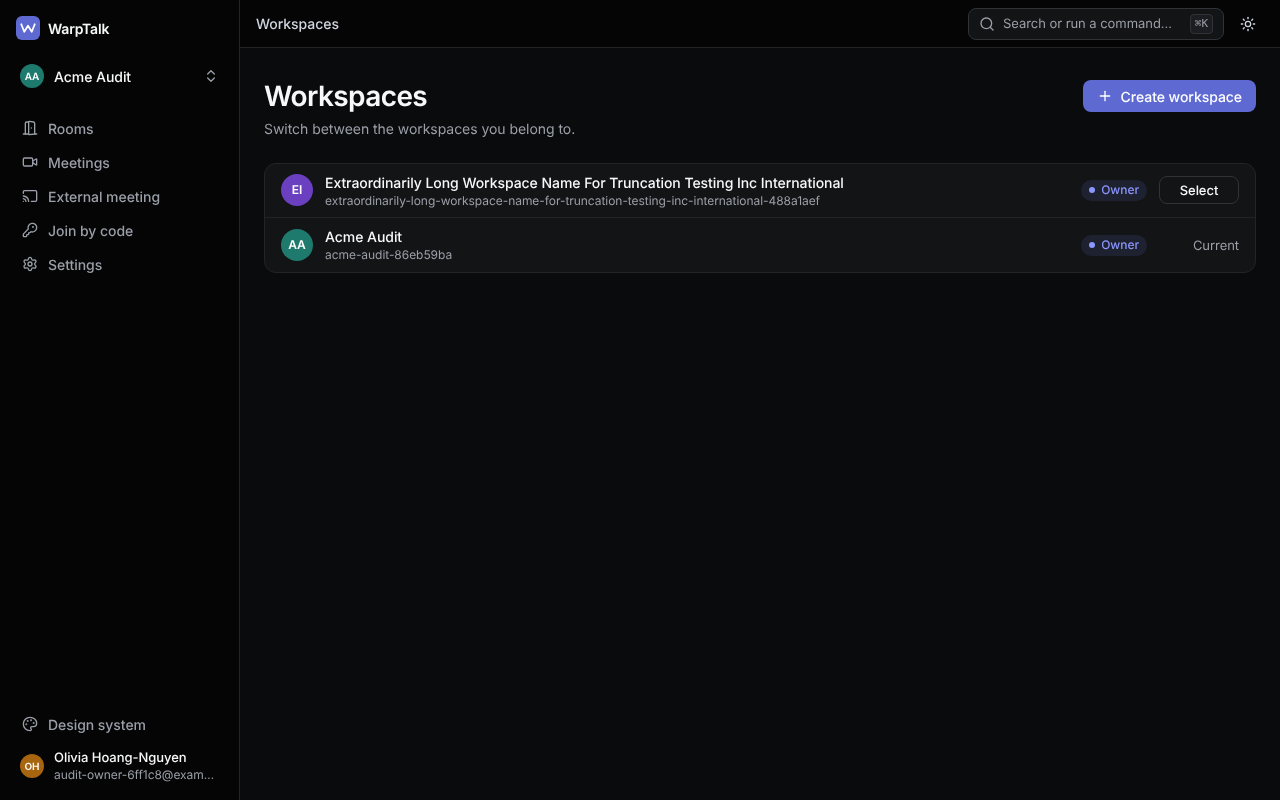 WarpTalk
AA Acme Audit
Rooms
Meetings
External meeting
Join by code
Settings
Design system
OH Olivia Hoang-Nguyen
audit-owner-6ff1c8@exam...
Workspaces
Search or run a command... ⌘K
Workspaces
Switch between the workspaces you belong to.
Create workspace
EI Extraordinarily Long Workspace Name For Truncation Testing Inc International
extraordinarily-long-workspace-name-for-truncation-testing-inc-international-488a1aef
Owner Select
AA Acme Audit
acme-audit-86eb59ba
Owner Current